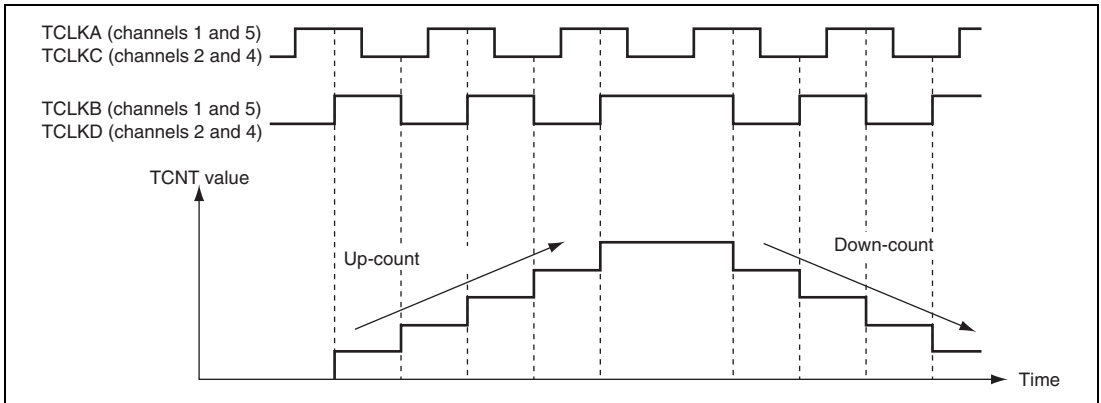 TCLKA (channels 1 and 5)
TCLKC (channels 2 and 4)
TCLKB (channels 1 and 5)
TCLKD (channels 2 and 4)
TCNT value
Up-count
Down-count
Time